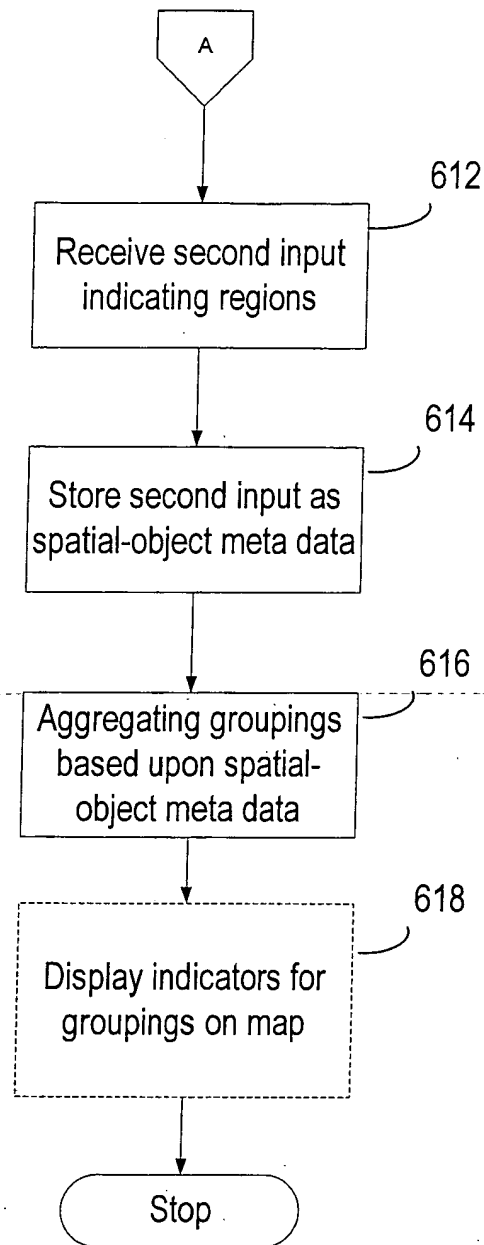 A
612
Receive second input
indicating regions
614
Store second input as
spatial-object meta data
616
Aggregating groupings
based upon spatial-
object meta data
618
Display indicators for
groupings on map
Stop